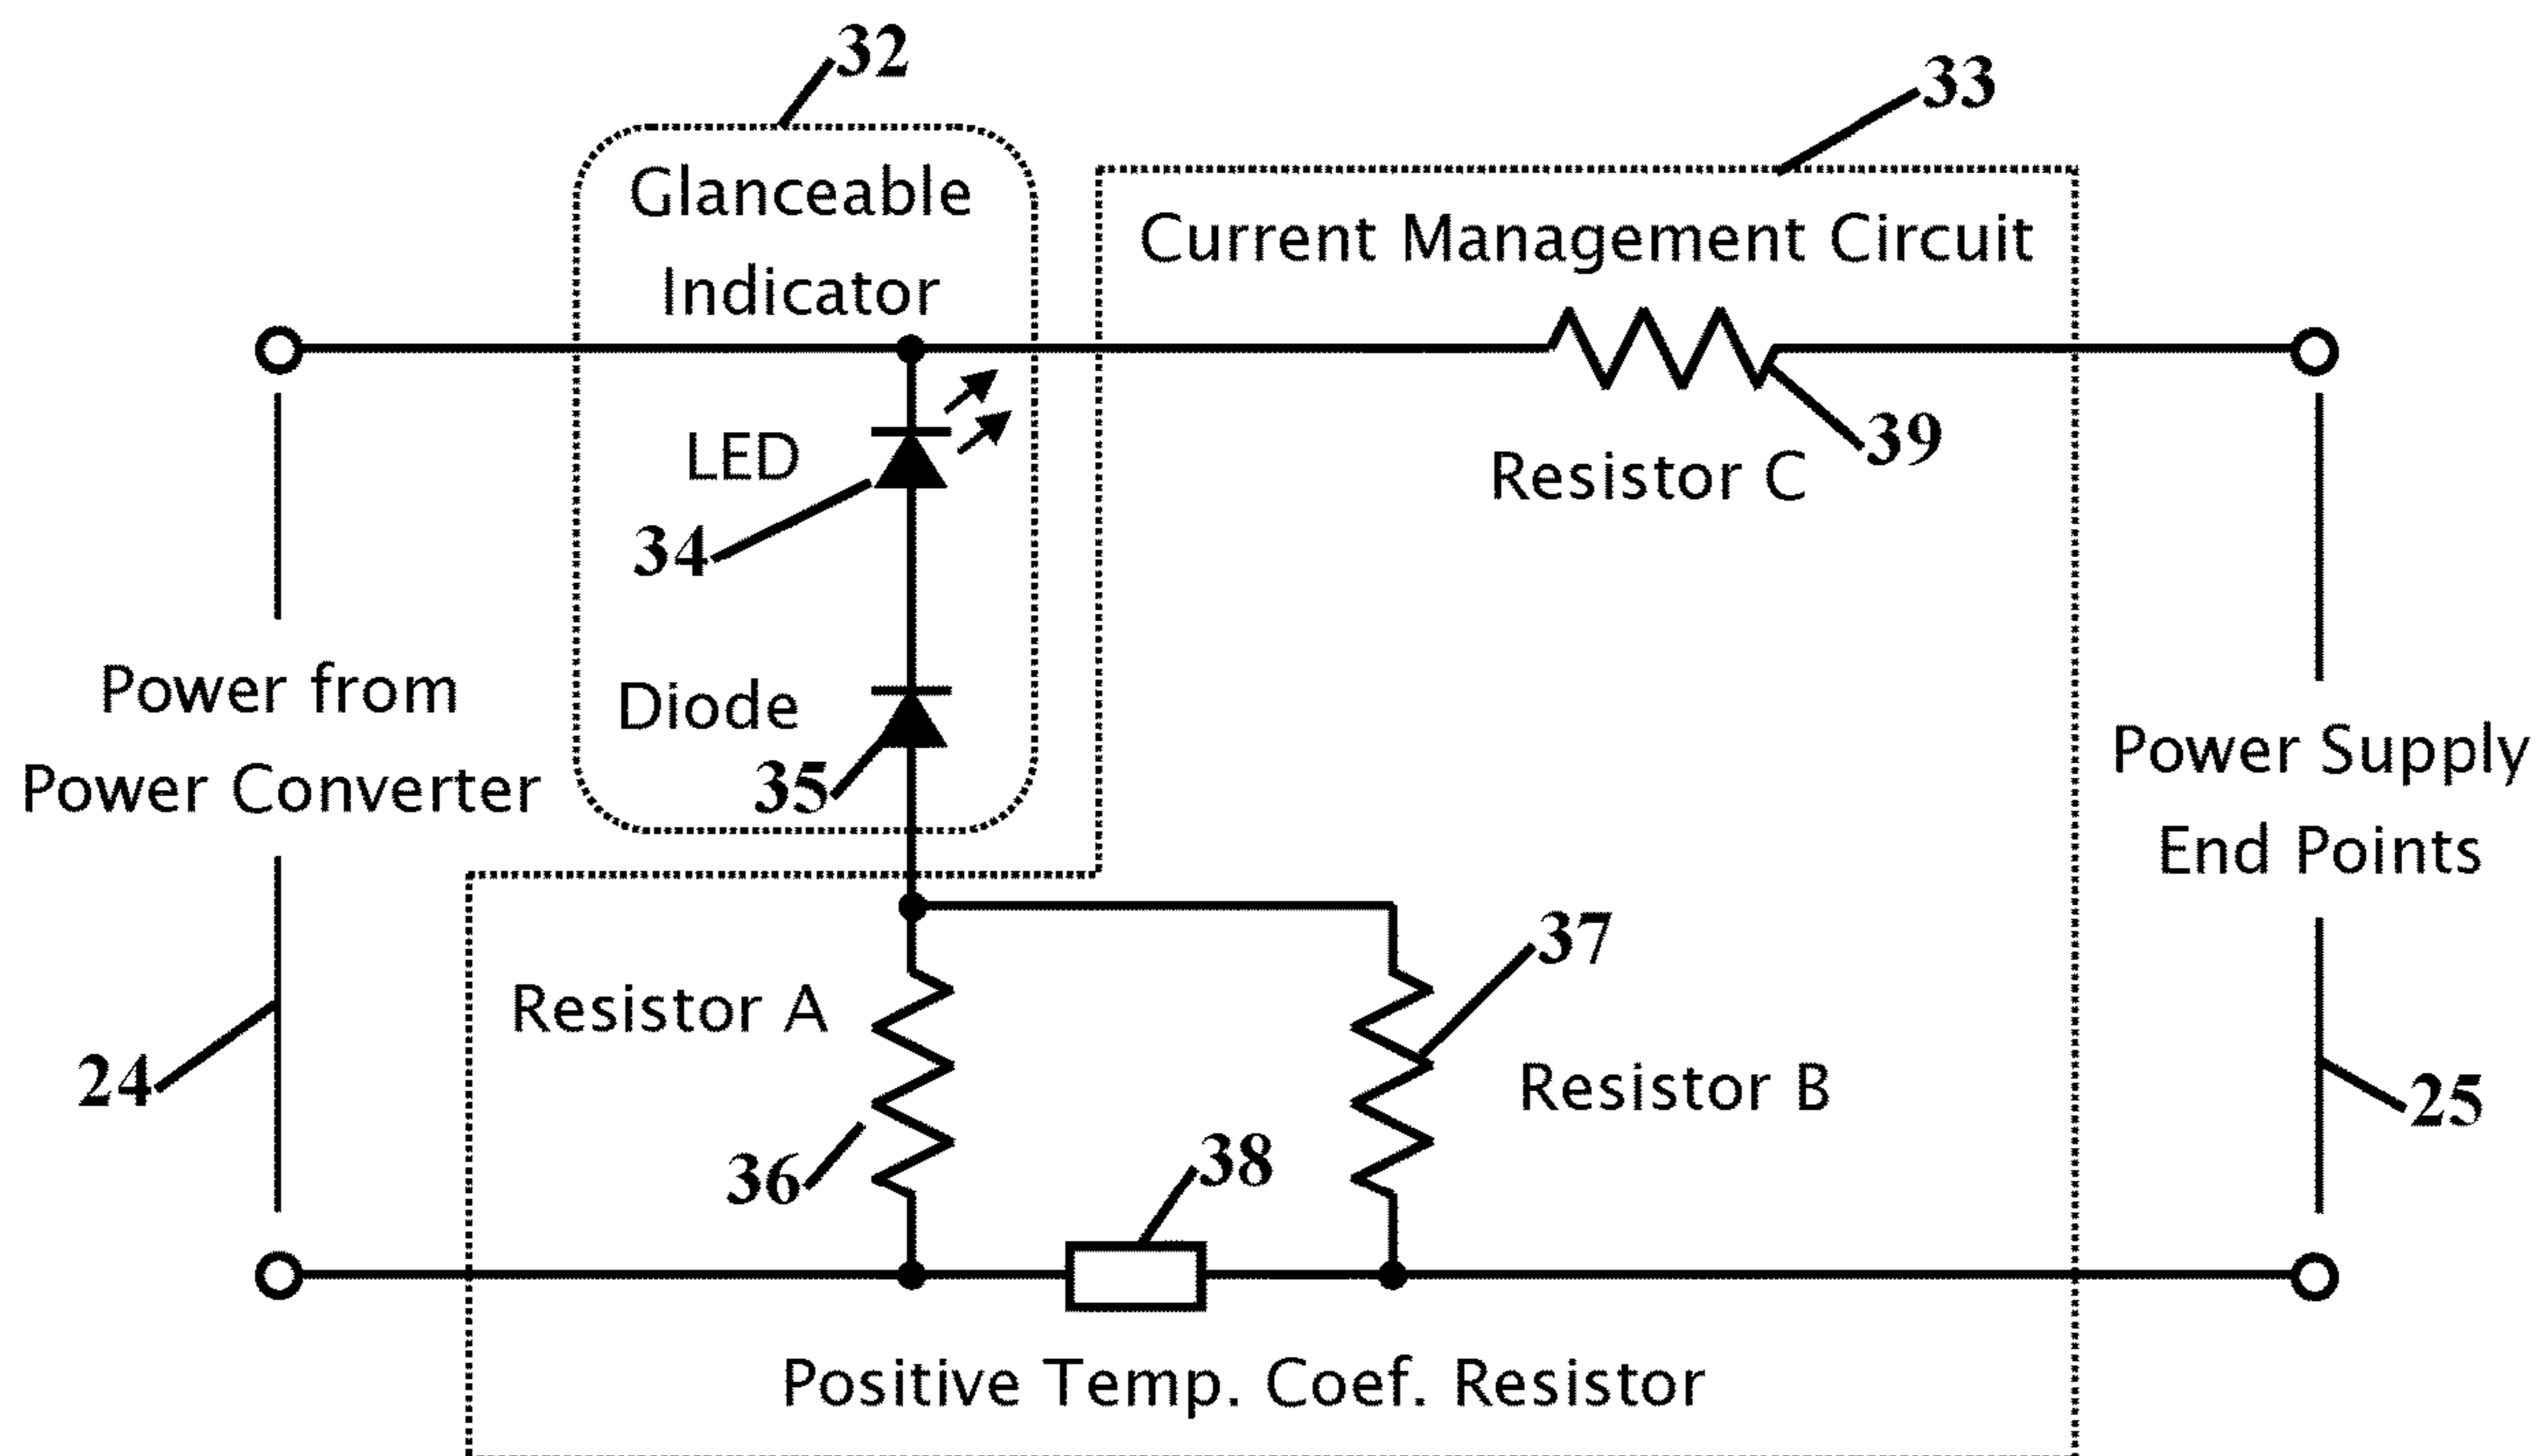 32
33
Glanceable
Indicator
Current Management Circuit
LED
34
39
Resistor C
Power from
Power Converter
Diode
35
Power Supply
End Points
37
Resistor A
Resistor B
24
36
38
25
Positive Temp. Coef. Resistor